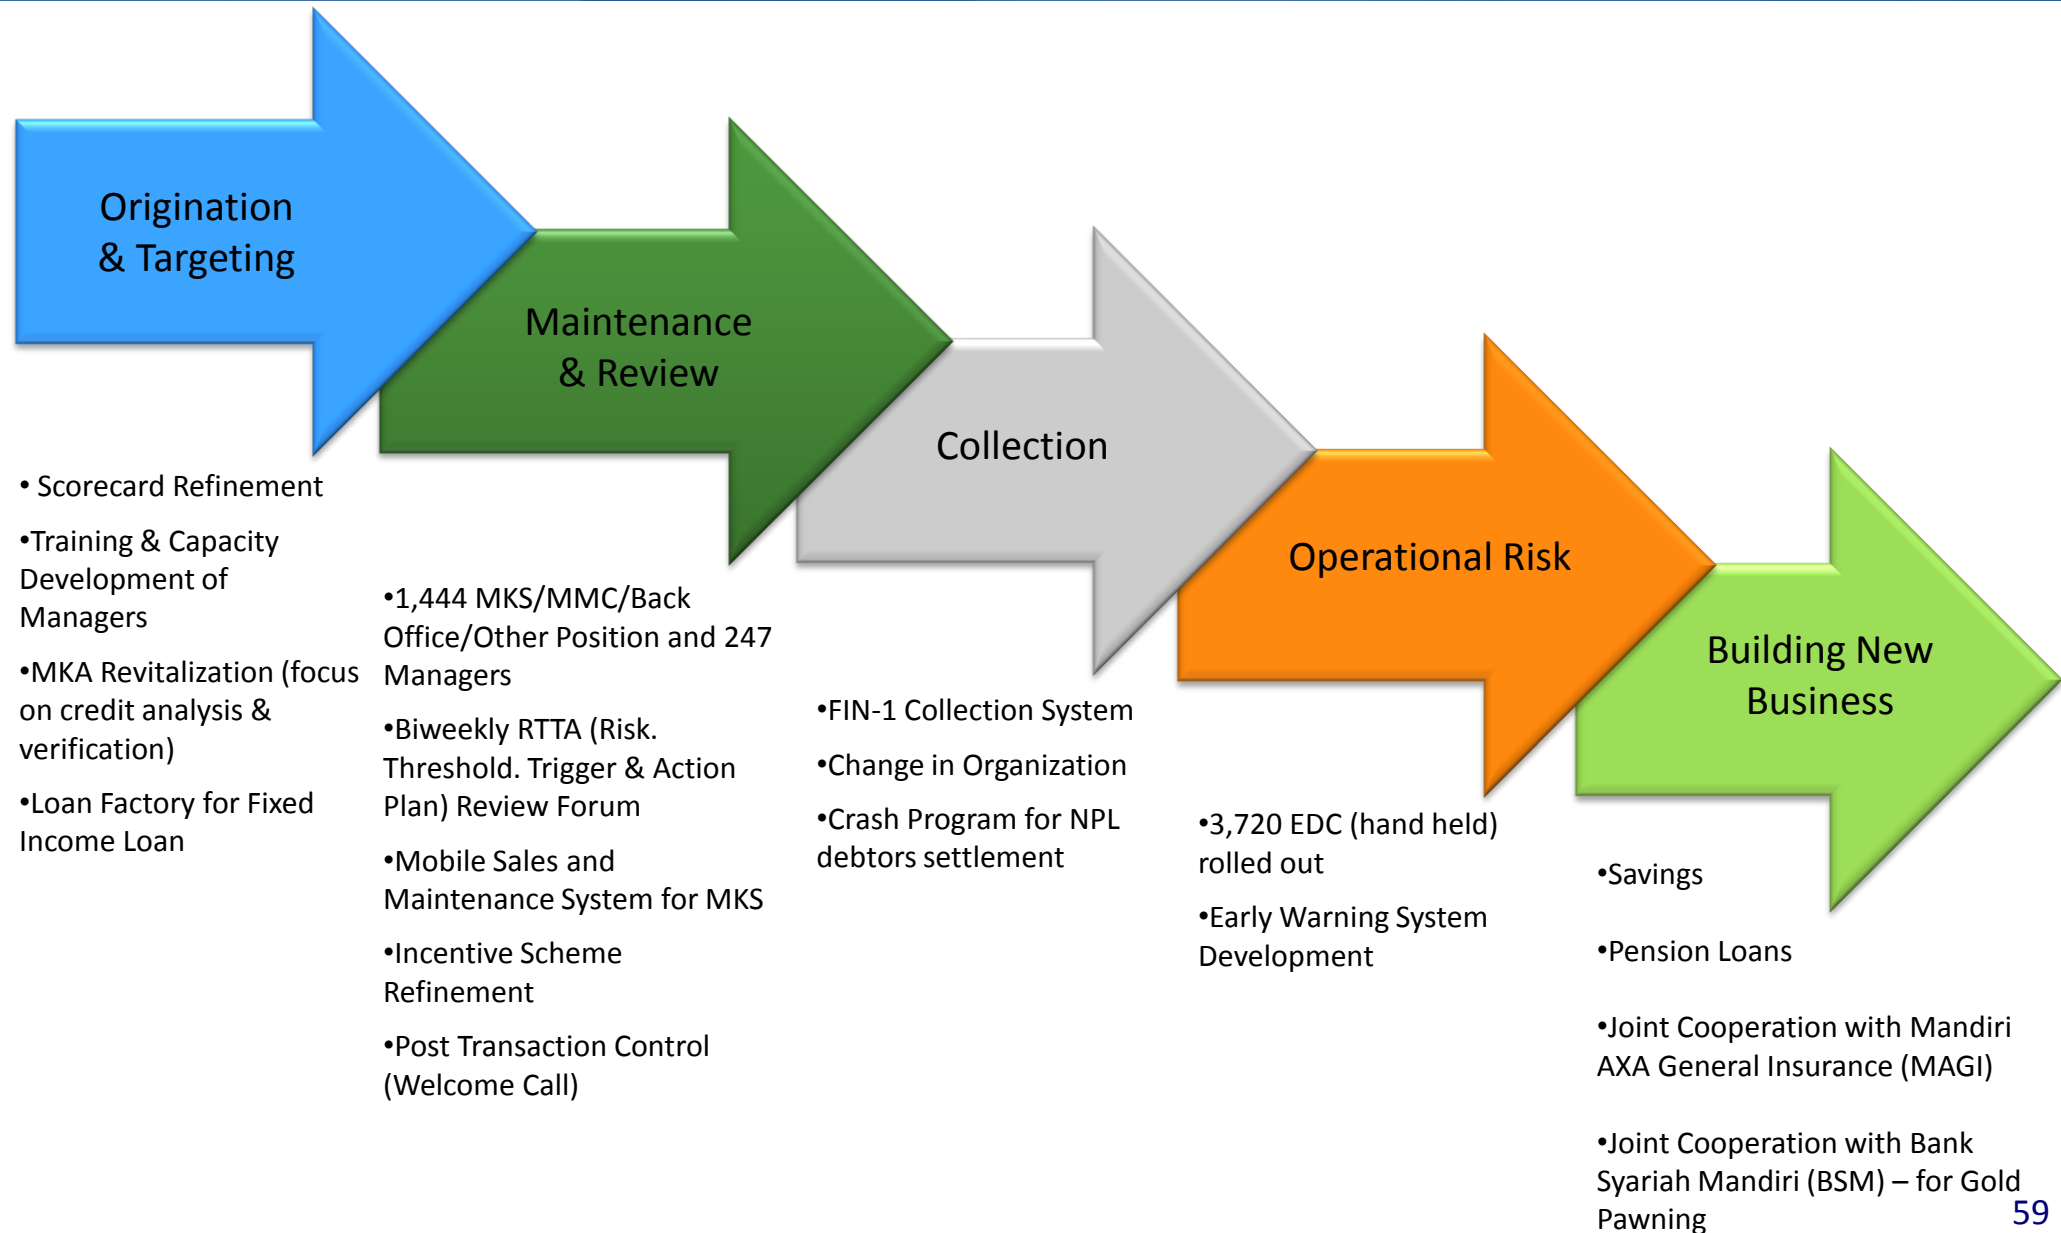 Origination
& Targeting
• Scorecard Refinement
•Training & Capacity
Development of
Managers
•MKA Revitalization (focus
on credit analysis &
verification)
•Loan Factory for Fixed
Income Loan
Maintenance
& Review
•1,444 MKS/MMC/Back
Office/Other Position and 247
Managers
•Biweekly RTTA (Risk.
Threshold. Trigger & Action
Plan) Review Forum
•Mobile Sales and
Maintenance System for MKS
•Incentive Scheme
Refinement
•Post Transaction Control
(Welcome Call)
Collection
•FIN-1 Collection System
•Change in Organization
•Crash Program for NPL
debtors settlement
Operational Risk
•3,720 EDC (hand held)
rolled out
•Early Warning System
Development
Building New
Business
•Savings
•Pension Loans
•Joint Cooperation with Mandiri
AXA General Insurance (MAGI)
•Joint Cooperation with Bank
Syariah Mandiri (BSM) – for Gold
Pawning
59